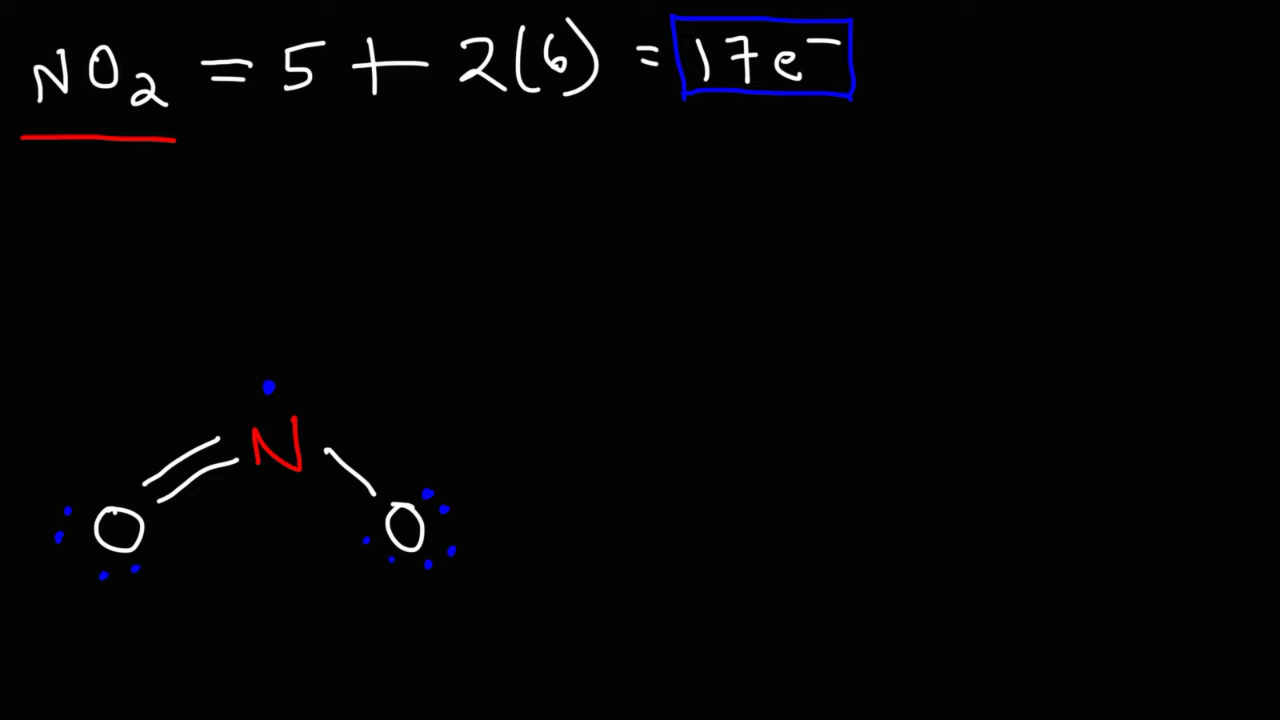 NO₂ = 5 + 2(6) = 17e⁻
N
O O